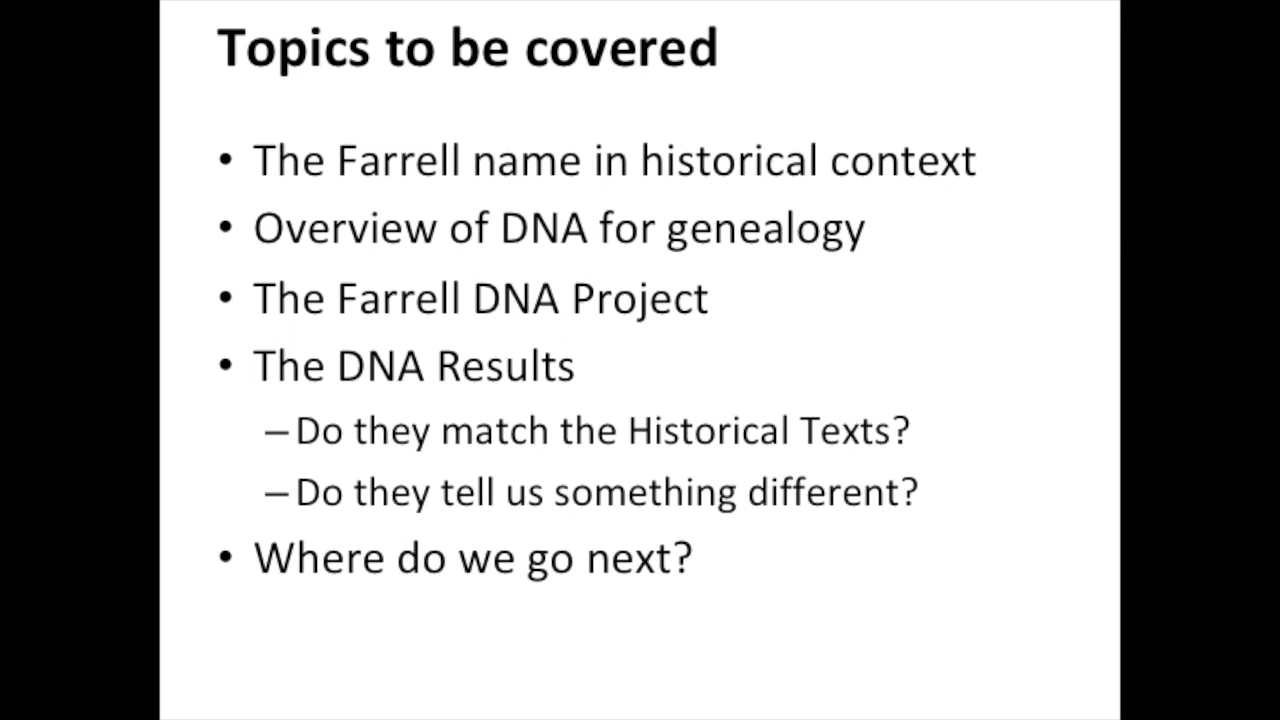 Topics to be covered
• The Farrell name in historical context
• Overview of DNA for genealogy
• The Farrell DNA Project
• The DNA Results
– Do they match the Historical Texts?
– Do they tell us something different?
• Where do we go next?